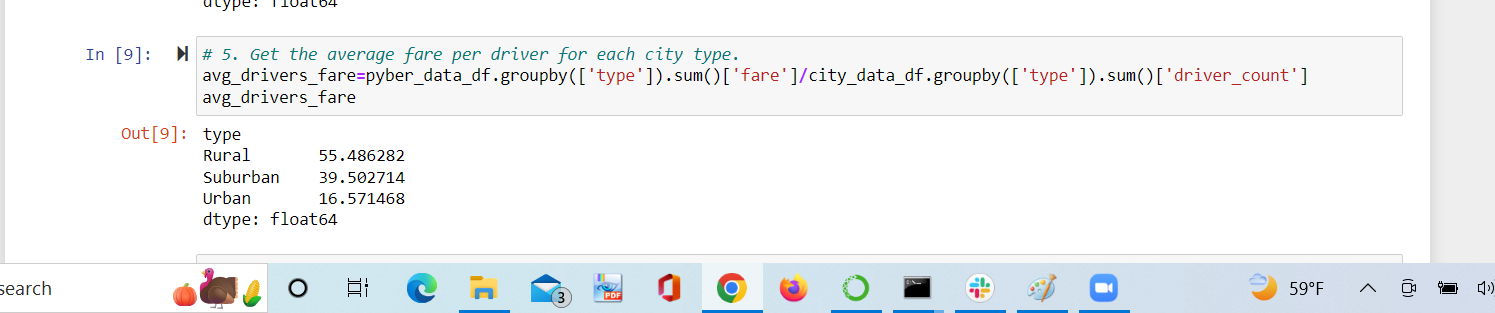 dtype: float64
In [9]:
# 5. Get the average fare per driver for each city type.
avg_drivers_fare=pyber_data_df.groupby(['type']).sum()['fare']/city_data_df.groupby(['type']).sum()['driver_count']
avg_drivers_fare
Out[9]: type
Rural 55.486282
Suburban 39.502714
Urban 16.571468
dtype: float64
search
3
PDF
59°F